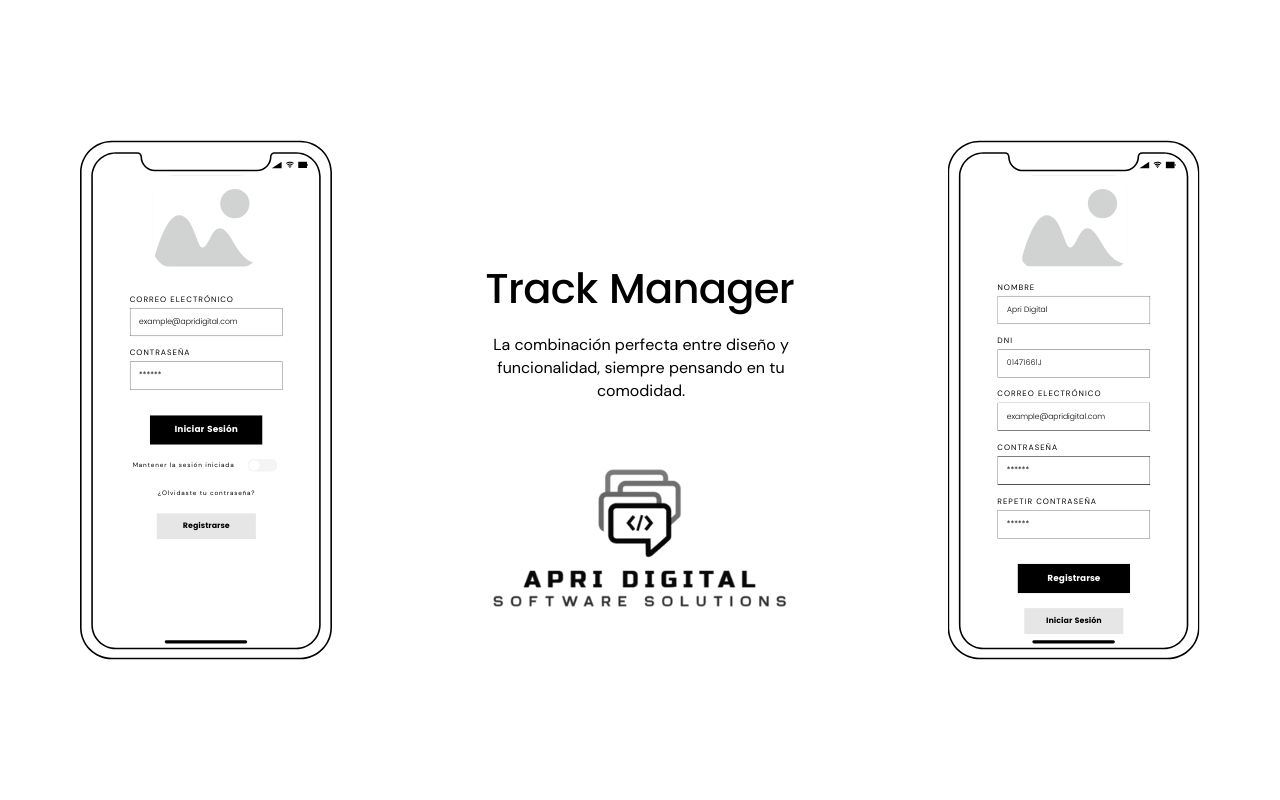 CORREO ELECTRÓNICO
example@apridigital.com
CONTRASEÑA
******
Iniciar Sesión
Mantener la sesión iniciada
¿Olvidaste tu contraseña?
Registrarse
Track Manager
La combinación perfecta entre diseño y
funcionalidad, siempre pensando en tu
comodidad.
</>
APRI DIGITAL
SOFTWARE SOLUTIONS
NOMBRE
Apri Digital
DNI
01471661J
CORREO ELECTRÓNICO
example@apridigital.com
CONTRASEÑA
******
REPETIR CONTRASEÑA
******
Registrarse
Iniciar Sesión